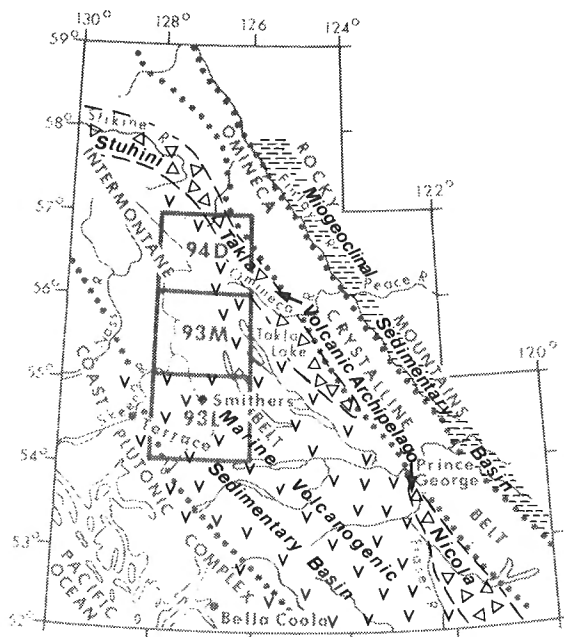 130°
128°
126
124°
59°
58°
Stikine R
Stuhini
INTERMONTANE
OMINECA
ROCKY
122°
57°
Miogeoclinal
Takla
94D
Omineca
Peace R
56°
93M
Takla
Lake
Volcanic Archipelago
CRYSTALLINE
Sedimentary
MOUNTAINS
120°
55°
COAST
PLUTONIC
Smithers
93L
Marine
BELT
Terrace
54°
Prince
George
Basin
BELT
Sedimentary Basin
Volcanogenic
Nicola
53°
COMPLEX
PACIFIC
OCEAN
Bella Coola
52°